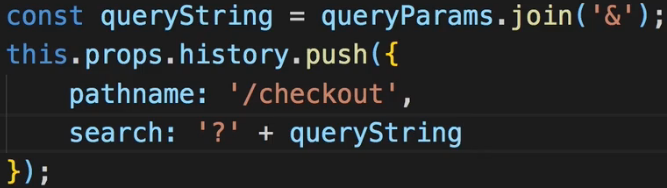 const queryString = queryParams.join('&');
this.props.history.push({
    pathname: '/checkout',
    search: '?' + queryString
});